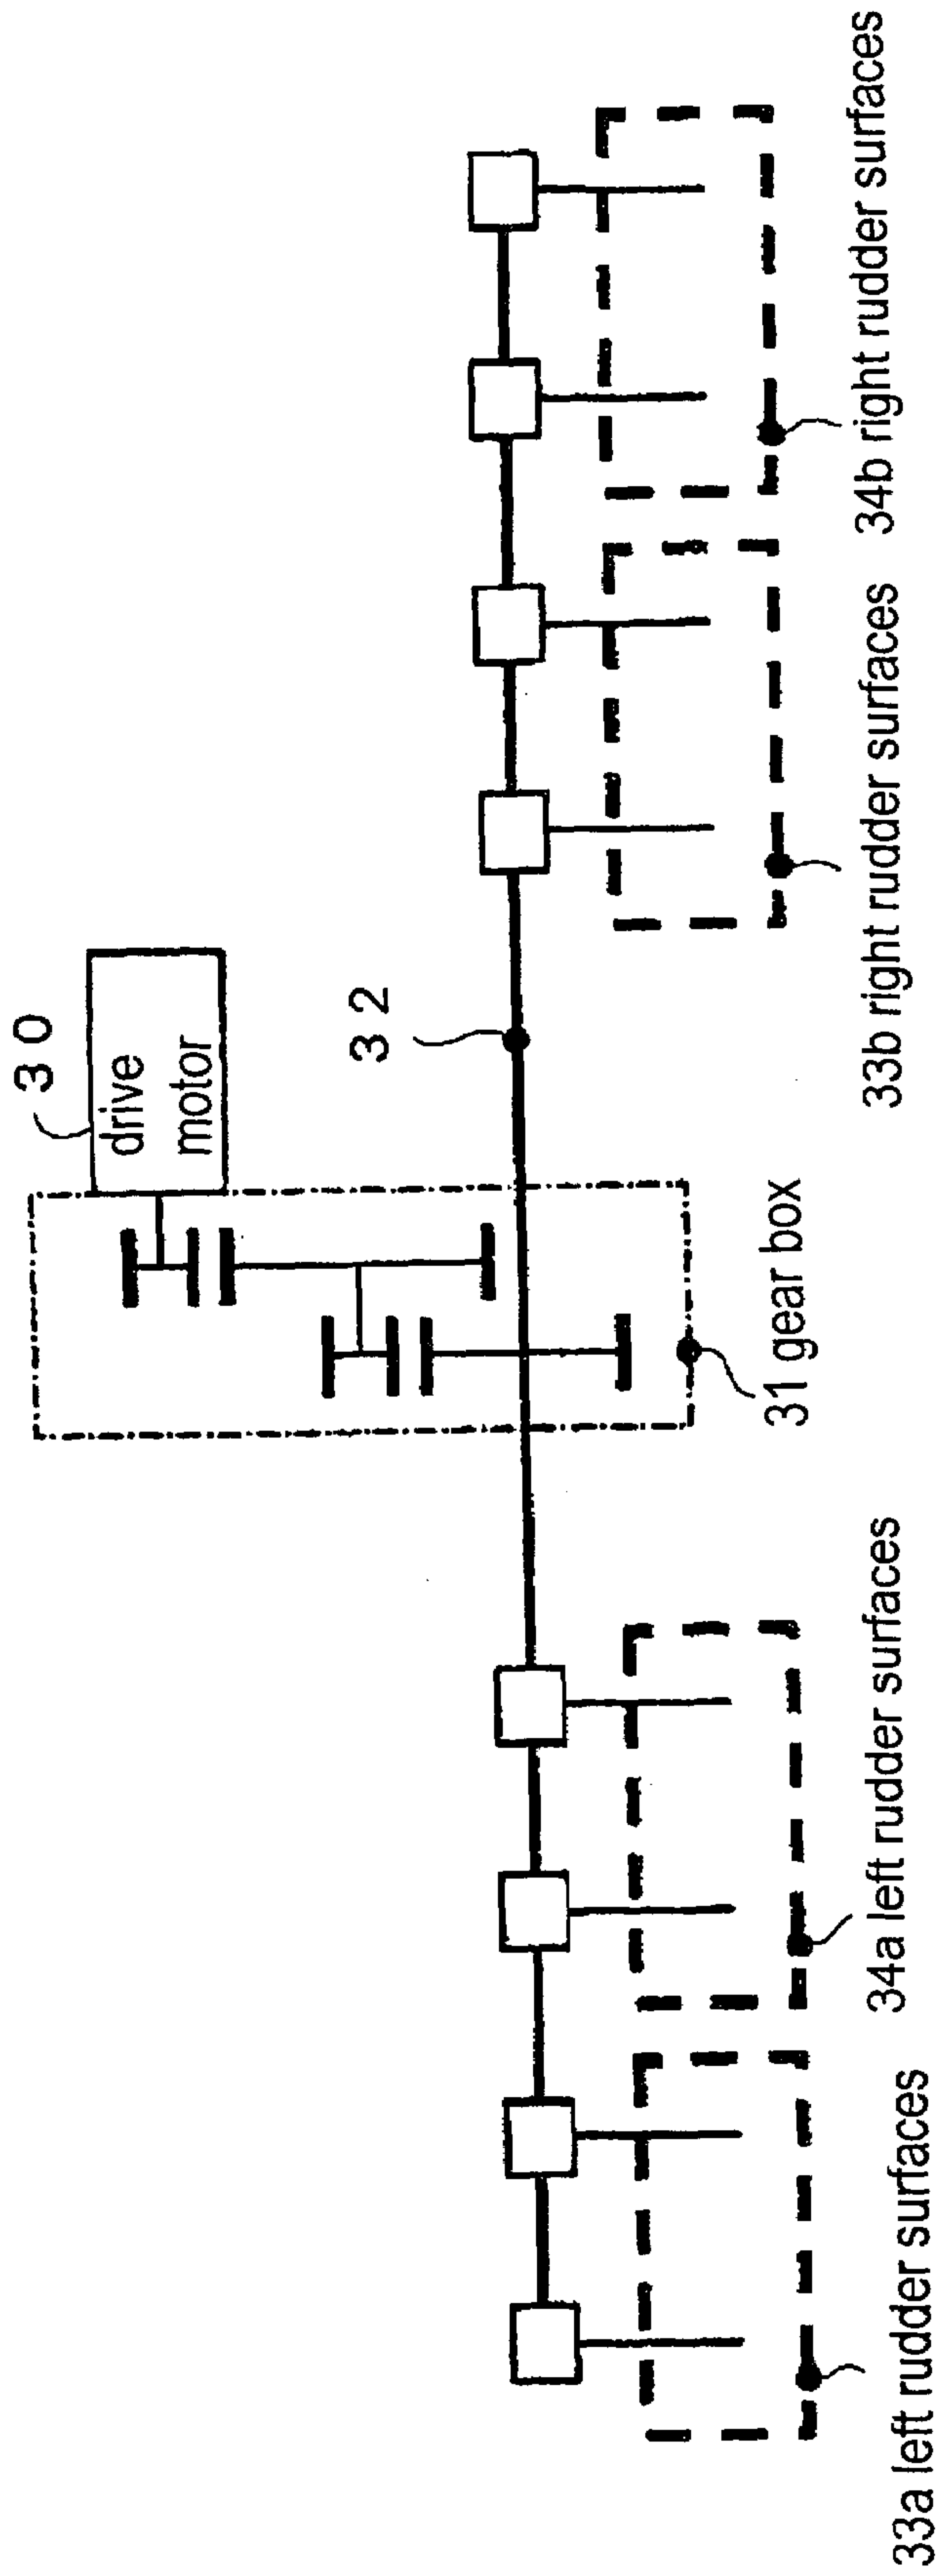 3 0
drive
motor
3 2
31 gear box
33a left rudder surfaces
34a left rudder surfaces
33b right rudder surfaces
34b right rudder surfaces